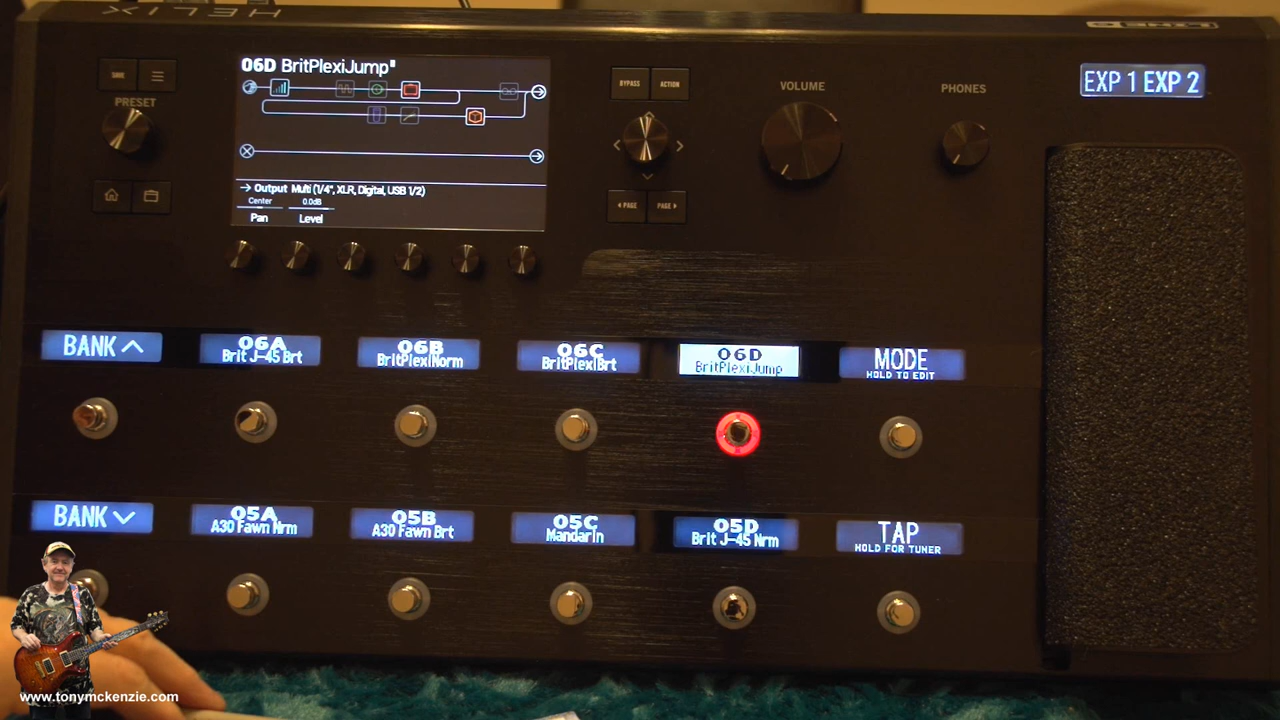 HELIX
LINE 6
06D BritPlexiJump
EXP 1 EXP 2
SAVE
BYPASS
ACTION
PRESET
VOLUME
PHONES
Output Multi (1/4", XLR, Digital, USB 1/2)
Center
0.0dB
Pan
Level
PAGE
PAGE
BANK
06A
Brit J-45 Brt
06B
BritPlexiNorm
06C
BritPlexiBrt
06D
BritPlexiJump
MODE
HOLD TO EDIT
BANK
05A
A30 Fawn Nrm
05B
A30 Fawn Brt
05C
Mandarin
05D
Brit J-45 Nrm
TAP
HOLD FOR TUNER
www.tonymckenzie.com